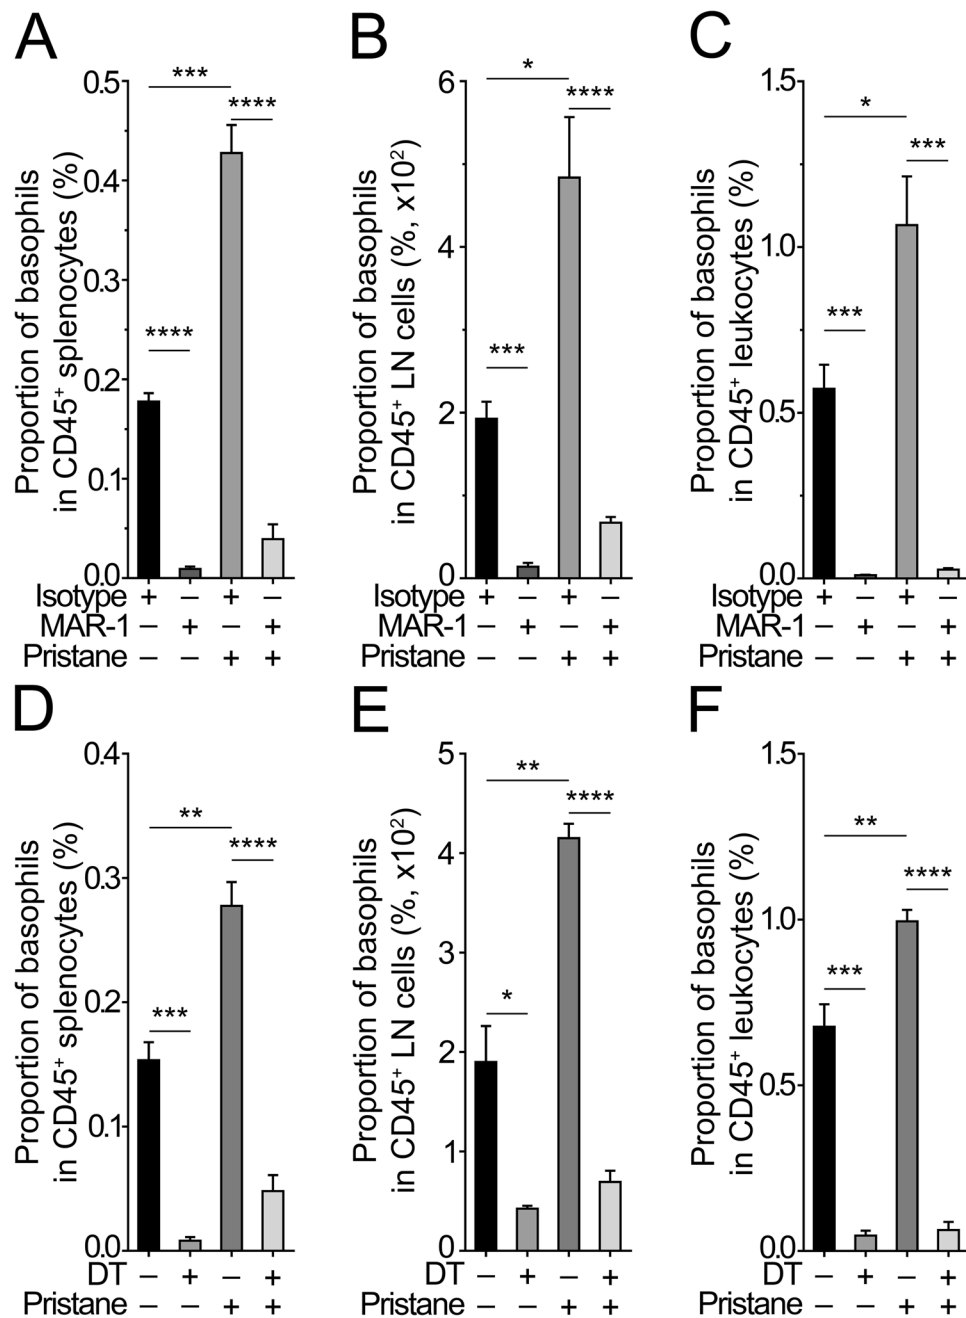 A
Proportion of basophils
in CD45⁺ splenocytes (%)
0.5
0.4
0.3
0.2
0.1
0.0
***
****
****
Isotype + – + –
MAR-1 – + – +
Pristane – – + +
B
Proportion of basophils
in CD45⁺ LN cells (%, x10²)
6
4
2
0
*
****
***
Isotype + – + –
MAR-1 – + – +
Pristane – – + +
C
Proportion of basophils
in CD45⁺ leukocytes (%)
1.5
1.0
0.5
0.0
*
***
***
Isotype + – + –
MAR-1 – + – +
Pristane – – + +
D
Proportion of basophils
in CD45⁺ splenocytes (%)
0.4
0.3
0.2
0.1
0.0
**
****
***
DT – + – +
Pristane – – + +
E
Proportion of basophils
in CD45⁺ LN cells (%, x10²)
5
4
3
2
1
0
**
****
*
DT – + – +
Pristane – – + +
F
Proportion of basophils
in CD45⁺ leukocytes (%)
1.5
1.0
0.5
0.0
**
****
***
DT – + – +
Pristane – – + +